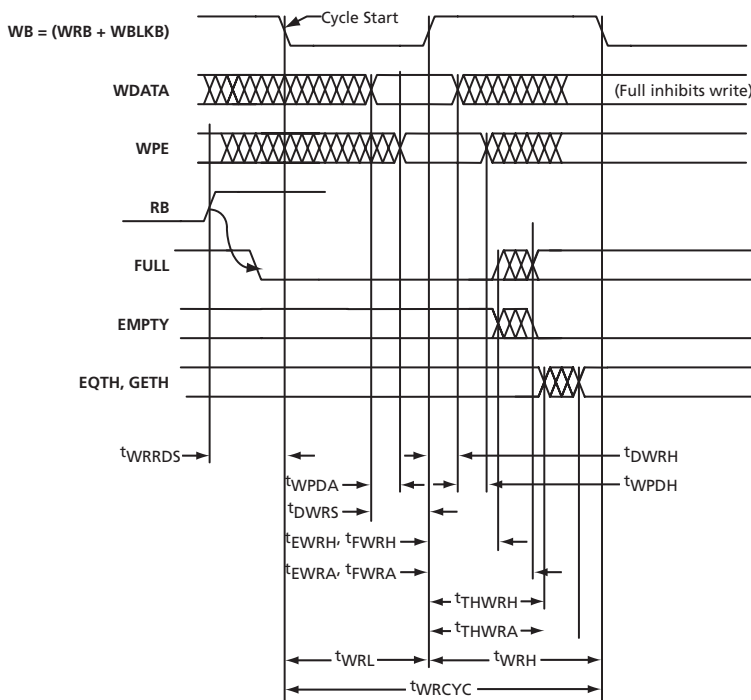 Cycle Start
WB = (WRB + WBLKB)
WDATA
(Full inhibits write)
WPE
RB
FULL
EMPTY
EQTH, GETH
tWRRDS
tDWRH
tWPDA
tWPDH
tDWRS
tEWRH, tFWRH
tEWRA, tFWRA
tTHWRH
tTHWRA
tWRL
tWRH
tWRCYC